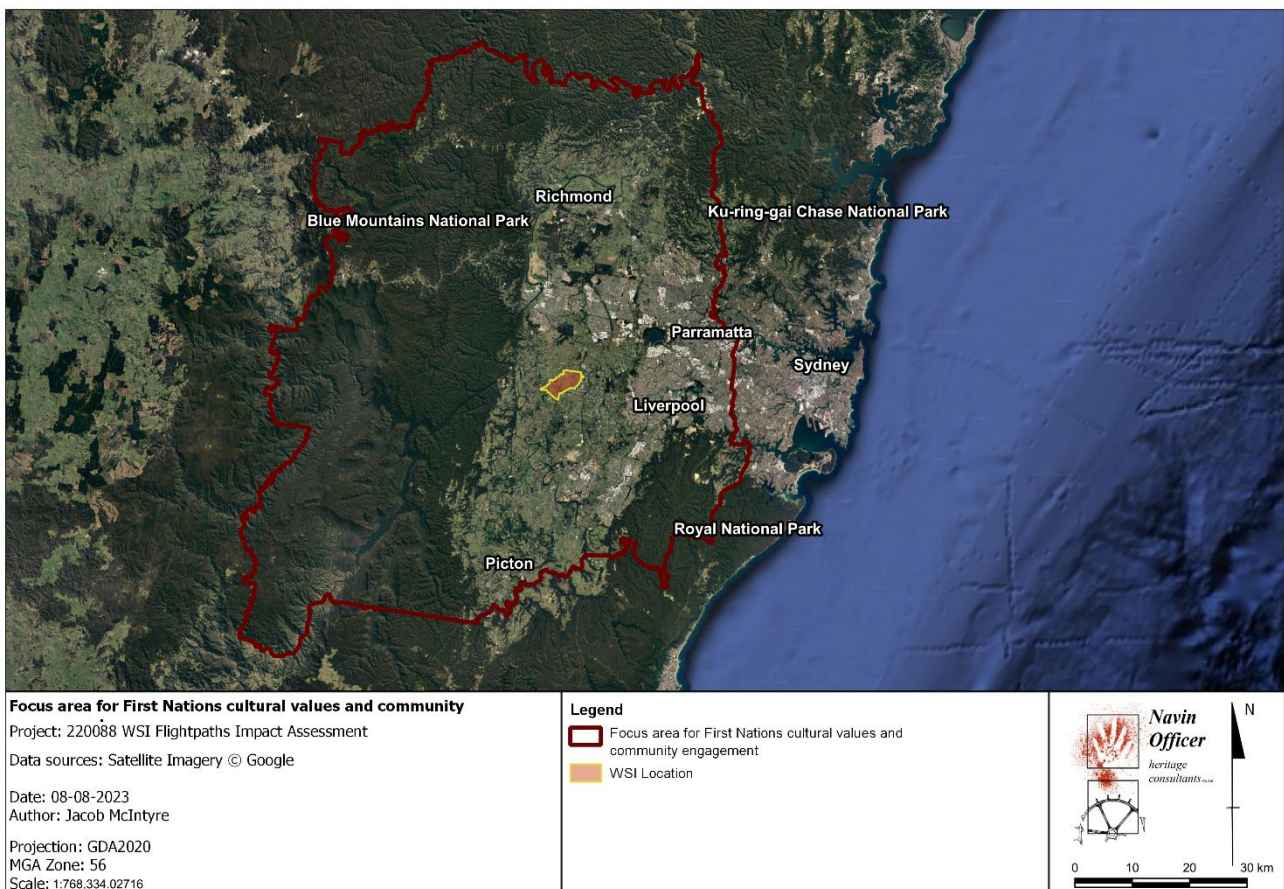 Richmond
Blue Mountains National Park
Ku-ring-gai Chase National Park
Parramatta
Sydney
Liverpool
Royal National Park
Picton
Focus area for First Nations cultural values and community
Project: 220088 WSI Flightpaths Impact Assessment
Data sources: Satellite Imagery © Google
Date: 08-08-2023
Author: Jacob McIntyre
Projection: GDA2020
MGA Zone: 56
Scale: 1:768.334.02716
Legend
Focus area for First Nations cultural values and
community engagement
WSI Location
Navin
Officer
heritage
consultants
N
0 10 20 30 km